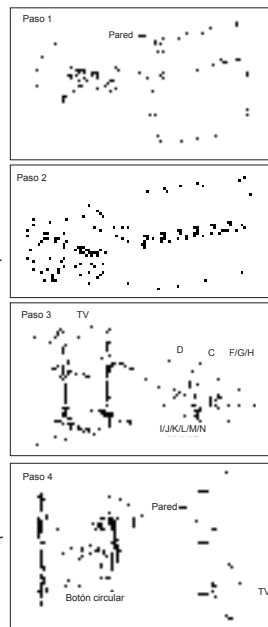 Paso 1
Pared
Paso 2
Paso 3
TV
D
C
F/G/H
I/J/K/L/M/N
Paso 4
Pared
TV
Botón circular